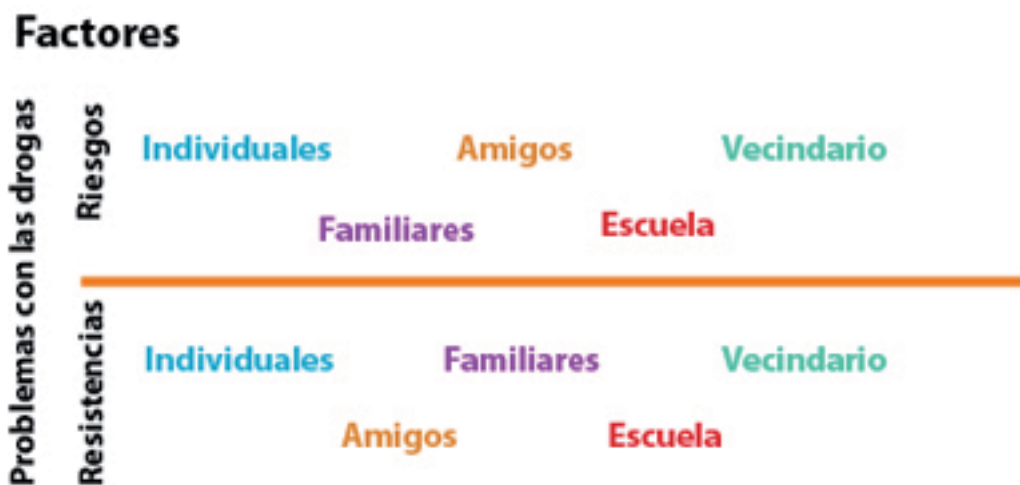 Factores
Problemas con las drogas
Riesgos
Individuales Amigos Vecindario
Familiares Escuela
Resistencias
Individuales Familiares Vecindario
Amigos Escuela